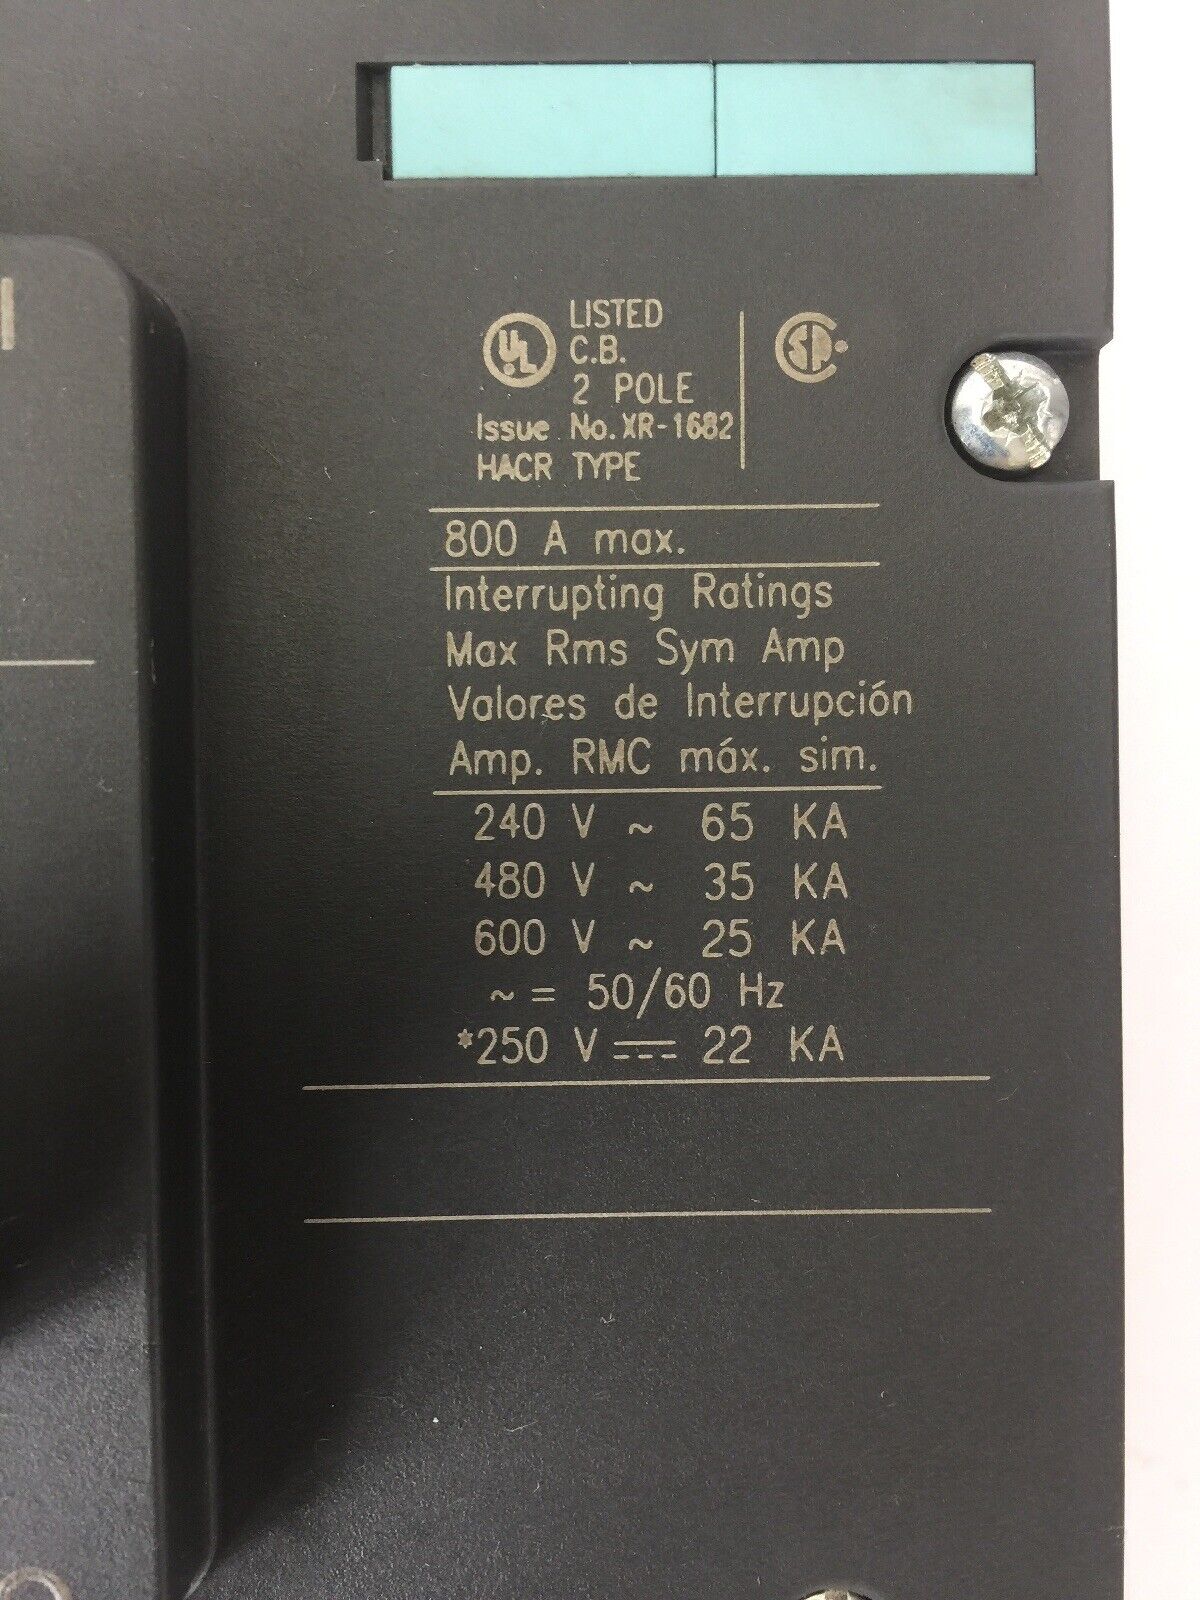 UL LISTED
C.B.
2 POLE
Issue No. XR-1682
HACR TYPE
SP
800 A max.
Interrupting Ratings
Max Rms Sym Amp
Valores de Interrupción
Amp. RMC máx. sim.
240 V ~ 65 KA
480 V ~ 35 KA
600 V ~ 25 KA
~ = 50/60 Hz
*250 V ⎓ 22 KA
I
O